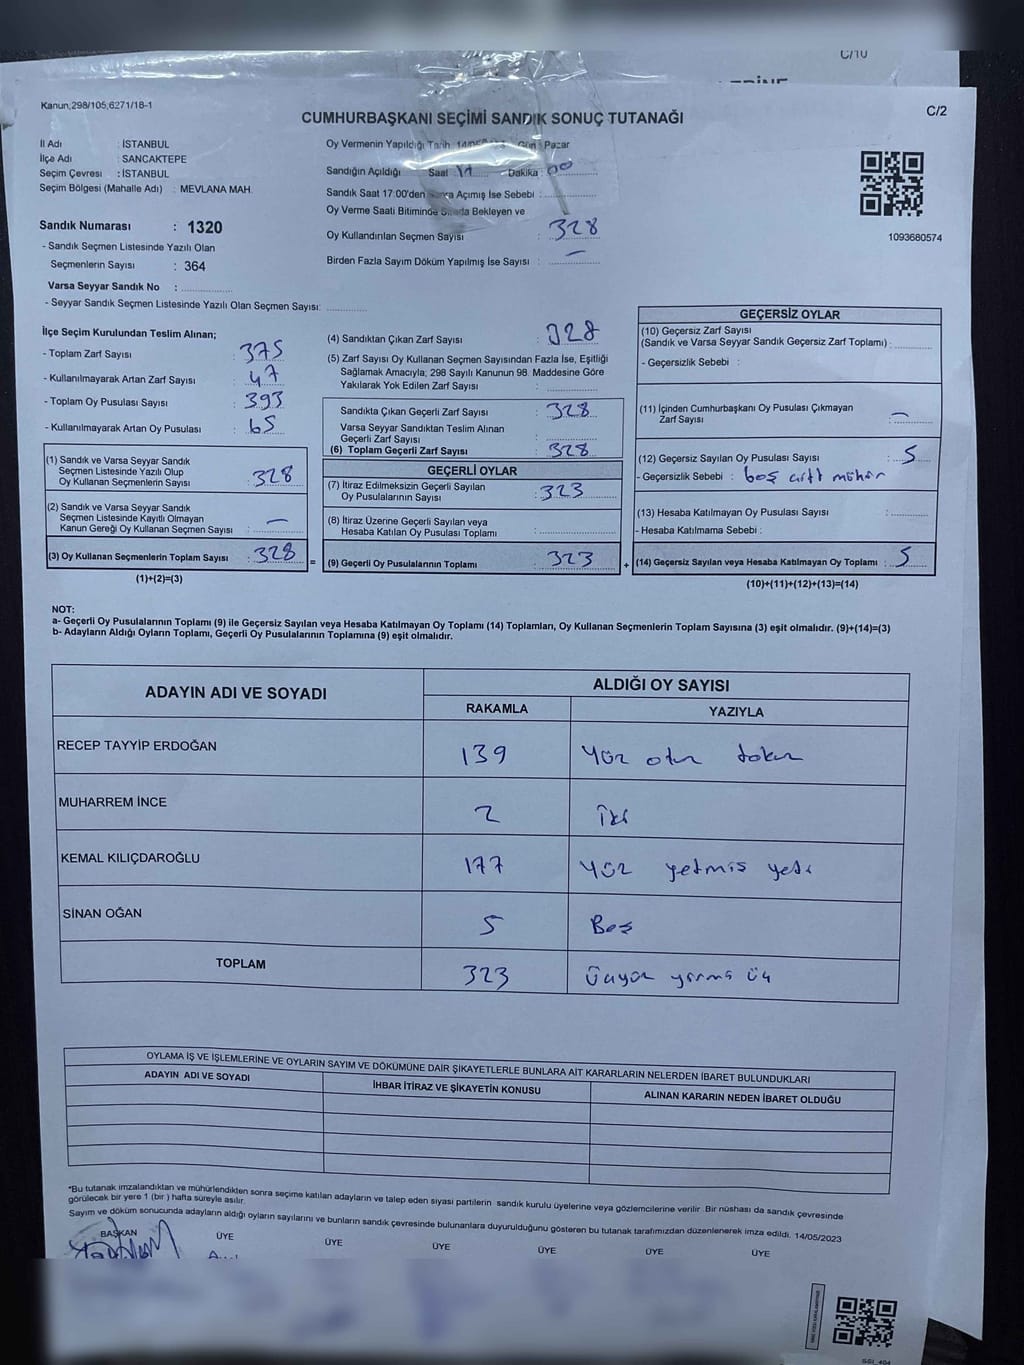 C/10
Kanun;298/105;6271/18-1
CUMHURBAŞKANI SEÇİMİ SANDIK SONUÇ TUTANAĞI
C/2
İl Adı : İSTANBUL
İlçe Adı : SANCAKTEPE
Seçim Çevresi : İSTANBUL
Seçim Bölgesi (Mahalle Adı) : MEVLANA MAH.
Sandık Numarası : 1320
- Sandık Seçmen Listesinde Yazılı Olan
Seçmenlerin Sayısı : 364
Varsa Seyyar Sandık No :
- Seyyar Sandık Seçmen Listesinde Yazılı Olan Seçmen Sayısı:
Oy Vermenin Yapıldığı Tarih Gün : Pazar
Sandığın Açıldığı Saat Dakika : 00
Sandık Saat 17:00'den Sonra Açımış İse Sebebi :
Oy Verme Saati Bitiminde Sırada Bekleyen ve
Oy Kullandırılan Seçmen Sayısı : 328
Birden Fazla Sayım Döküm Yapılmış İse Sayısı : —
1093680574
İlçe Seçim Kurulundan Teslim Alınan;
- Toplam Zarf Sayısı : 375
- Kullanılmayarak Artan Zarf Sayısı : 47
- Toplam Oy Pusulası Sayısı : 393
- Kullanılmayarak Artan Oy Pusulası : 65
(1) Sandık ve Varsa Seyyar Sandık
Seçmen Listesinde Yazılı Olup
Oy Kullanan Seçmenlerin Sayısı : 328
(2) Sandık ve Varsa Seyyar Sandık
Seçmen Listesinde Kayıtlı Olmayan
Kanun Gereği Oy Kullanan Seçmen Sayısı : —
(3) Oy Kullanan Seçmenlerin Toplam Sayısı : 328 =
(1)+(2)=(3)
(4) Sandıktan Çıkan Zarf Sayısı : 328
(5) Zarf Sayısı Oy Kullanan Seçmen Sayısından Fazla İse, Eşitliği
Sağlamak Amacıyla; 298 Sayılı Kanunun 98. Maddesine Göre
Yakılarak Yok Edilen Zarf Sayısı :
Sandıkta Çıkan Geçerli Zarf Sayısı : 328
Varsa Seyyar Sandıktan Teslim Alınan
Geçerli Zarf Sayısı :
(6) Toplam Geçerli Zarf Sayısı : 328
GEÇERLİ OYLAR
(7) İtiraz Edilmeksizin Geçerli Sayılan
Oy Pusulalarının Sayısı : 323
(8) İtiraz Üzerine Geçerli Sayılan veya
Hesaba Katılan Oy Pusulası Toplamı :
(9) Geçerli Oy Pusulalarının Toplamı : 323 +
GEÇERSİZ OYLAR
(10) Geçersiz Zarf Sayısı
(Sandık ve Varsa Seyyar Sandık Geçersiz Zarf Toplamı) :
- Geçersizlik Sebebi :
(11) İçinden Cumhurbaşkanı Oy Pusulası Çıkmayan
Zarf Sayısı : —
(12) Geçersiz Sayılan Oy Pusulası Sayısı : 5
- Geçersizlik Sebebi : boş çift mühür
(13) Hesaba Katılmayan Oy Pusulası Sayısı :
- Hesaba Katılmama Sebebi :
(14) Geçersiz Sayılan veya Hesaba Katılmayan Oy Toplamı : 5
(10)+(11)+(12)+(13)=(14)
NOT:
a- Geçerli Oy Pusulalarının Toplamı (9) ile Geçersiz Sayılan veya Hesaba Katılmayan Oy Toplamı (14) Toplamları, Oy Kullanan Seçmenlerin Toplam Sayısına (3) eşit olmalıdır. (9)+(14)=(3)
b- Adayların Aldığı Oyların Toplamı, Geçerli Oy Pusulalarının Toplamına (9) eşit olmalıdır.
ADAYIN ADI VE SOYADI
ALDIĞI OY SAYISI
RAKAMLA
YAZIYLA
RECEP TAYYİP ERDOĞAN 139 Yüz otuz dokuz
MUHARREM İNCE 2 İki
KEMAL KILIÇDAROĞLU 177 Yüz yetmiş yedi
SİNAN OĞAN 5 Beş
TOPLAM 323 Üçyüz yirmi üç
OYLAMA İŞ VE İŞLEMLERİNE VE OYLARIN SAYIM VE DÖKÜMÜNE DAİR ŞİKAYETLERLE BUNLARA AİT KARARLARIN NELERDEN İBARET BULUNDUKLARI
ADAYIN ADI VE SOYADI
İHBAR İTİRAZ VE ŞİKAYETİN KONUSU
ALINAN KARARIN NEDEN İBARET OLDUĞU
*Bu tutanak imzalandıktan ve mühürlendikten sonra seçime katılan adayların ve talep eden siyasi partilerin sandık kurulu üyelerine veya gözlemcilerine verilir. Bir nüshası da sandık çevresinde
görülecek bir yere 1 (bir ) hafta süreyle asılır.
Sayım ve döküm sonucunda adayların aldığı oyların sayılarını ve bunların sandık çevresinde bulunanlara duyurulduğunu gösteren bu tutanak tarafımızdan düzenlenerek imza edildi. 14/05/2023
BAŞKAN ÜYE ÜYE ÜYE ÜYE ÜYE ÜYE